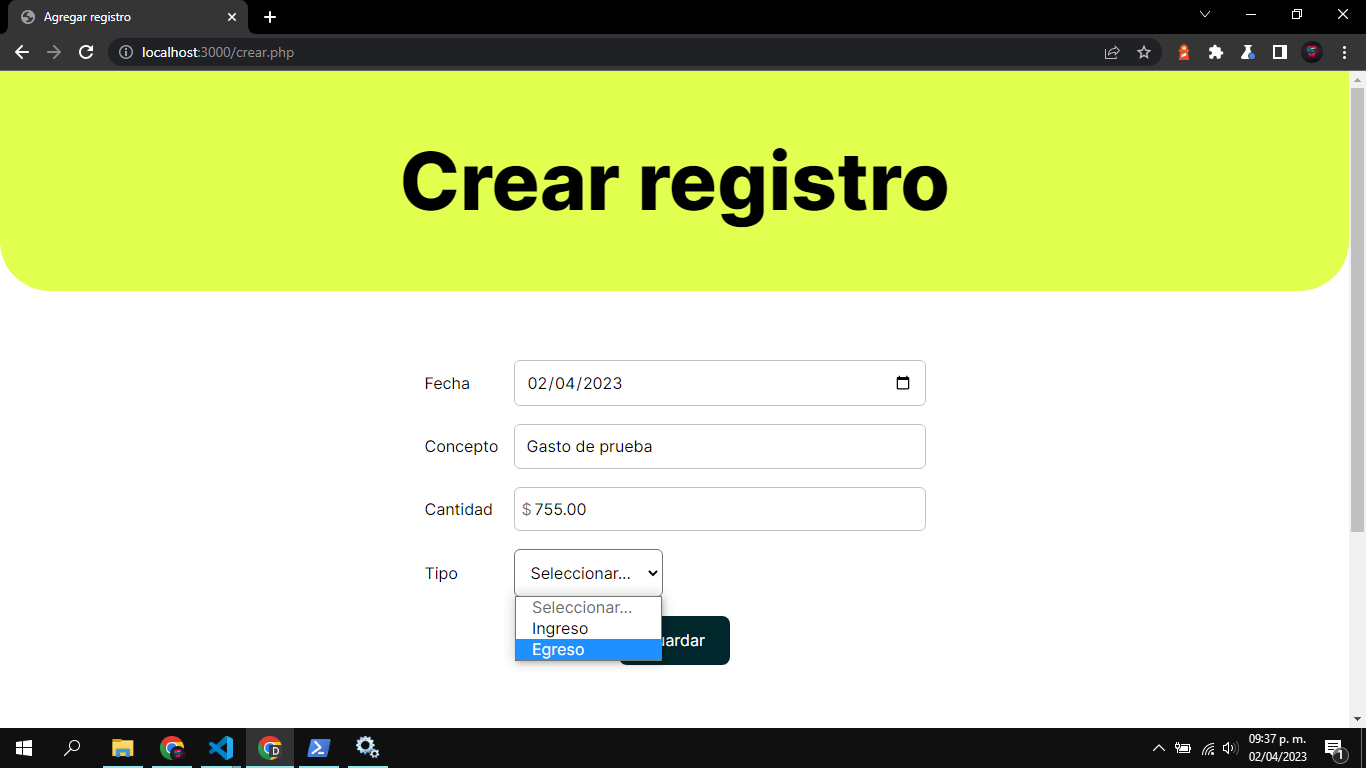 Agregar registro
localhost:3000/crear.php
Crear registro
Fecha 02/04/2023
Concepto Gasto de prueba
Cantidad $ 755.00
Tipo Seleccionar...
Seleccionar...
Ingreso
Egreso
09:37 p. m.
02/04/2023
D
1